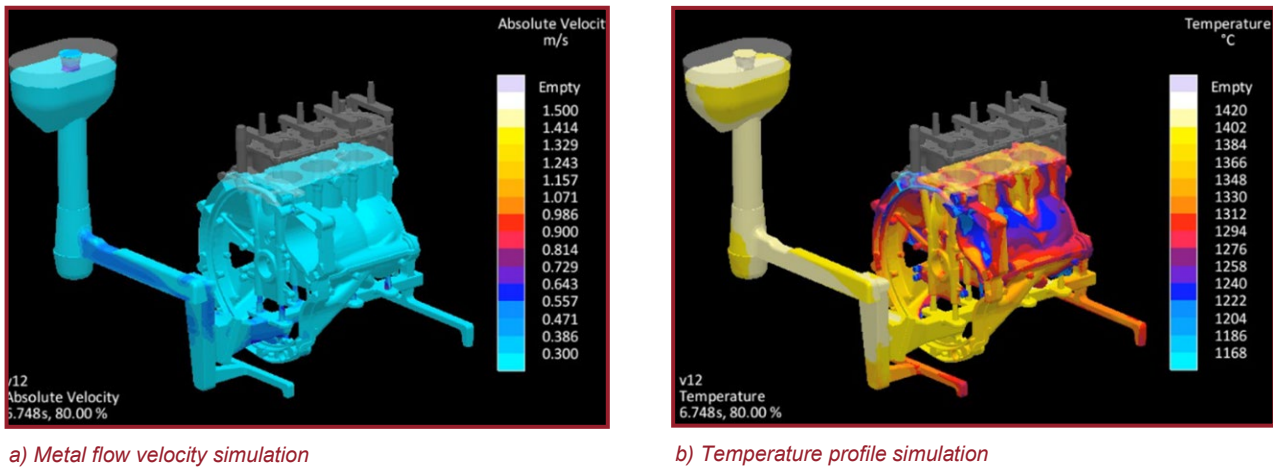 Absolute Velocit
m/s
Empty
1.500
1.414
1.329
1.243
1.157
1.071
0.986
0.900
0.814
0.729
0.643
0.557
0.471
0.386
0.300
v12
Absolute Velocity
6.748s, 80.00 %
a) Metal flow velocity simulation
Temperature
°C
Empty
1420
1402
1384
1366
1348
1330
1312
1294
1276
1258
1240
1222
1204
1186
1168
v12
Temperature
6.748s, 80.00 %
b) Temperature profile simulation